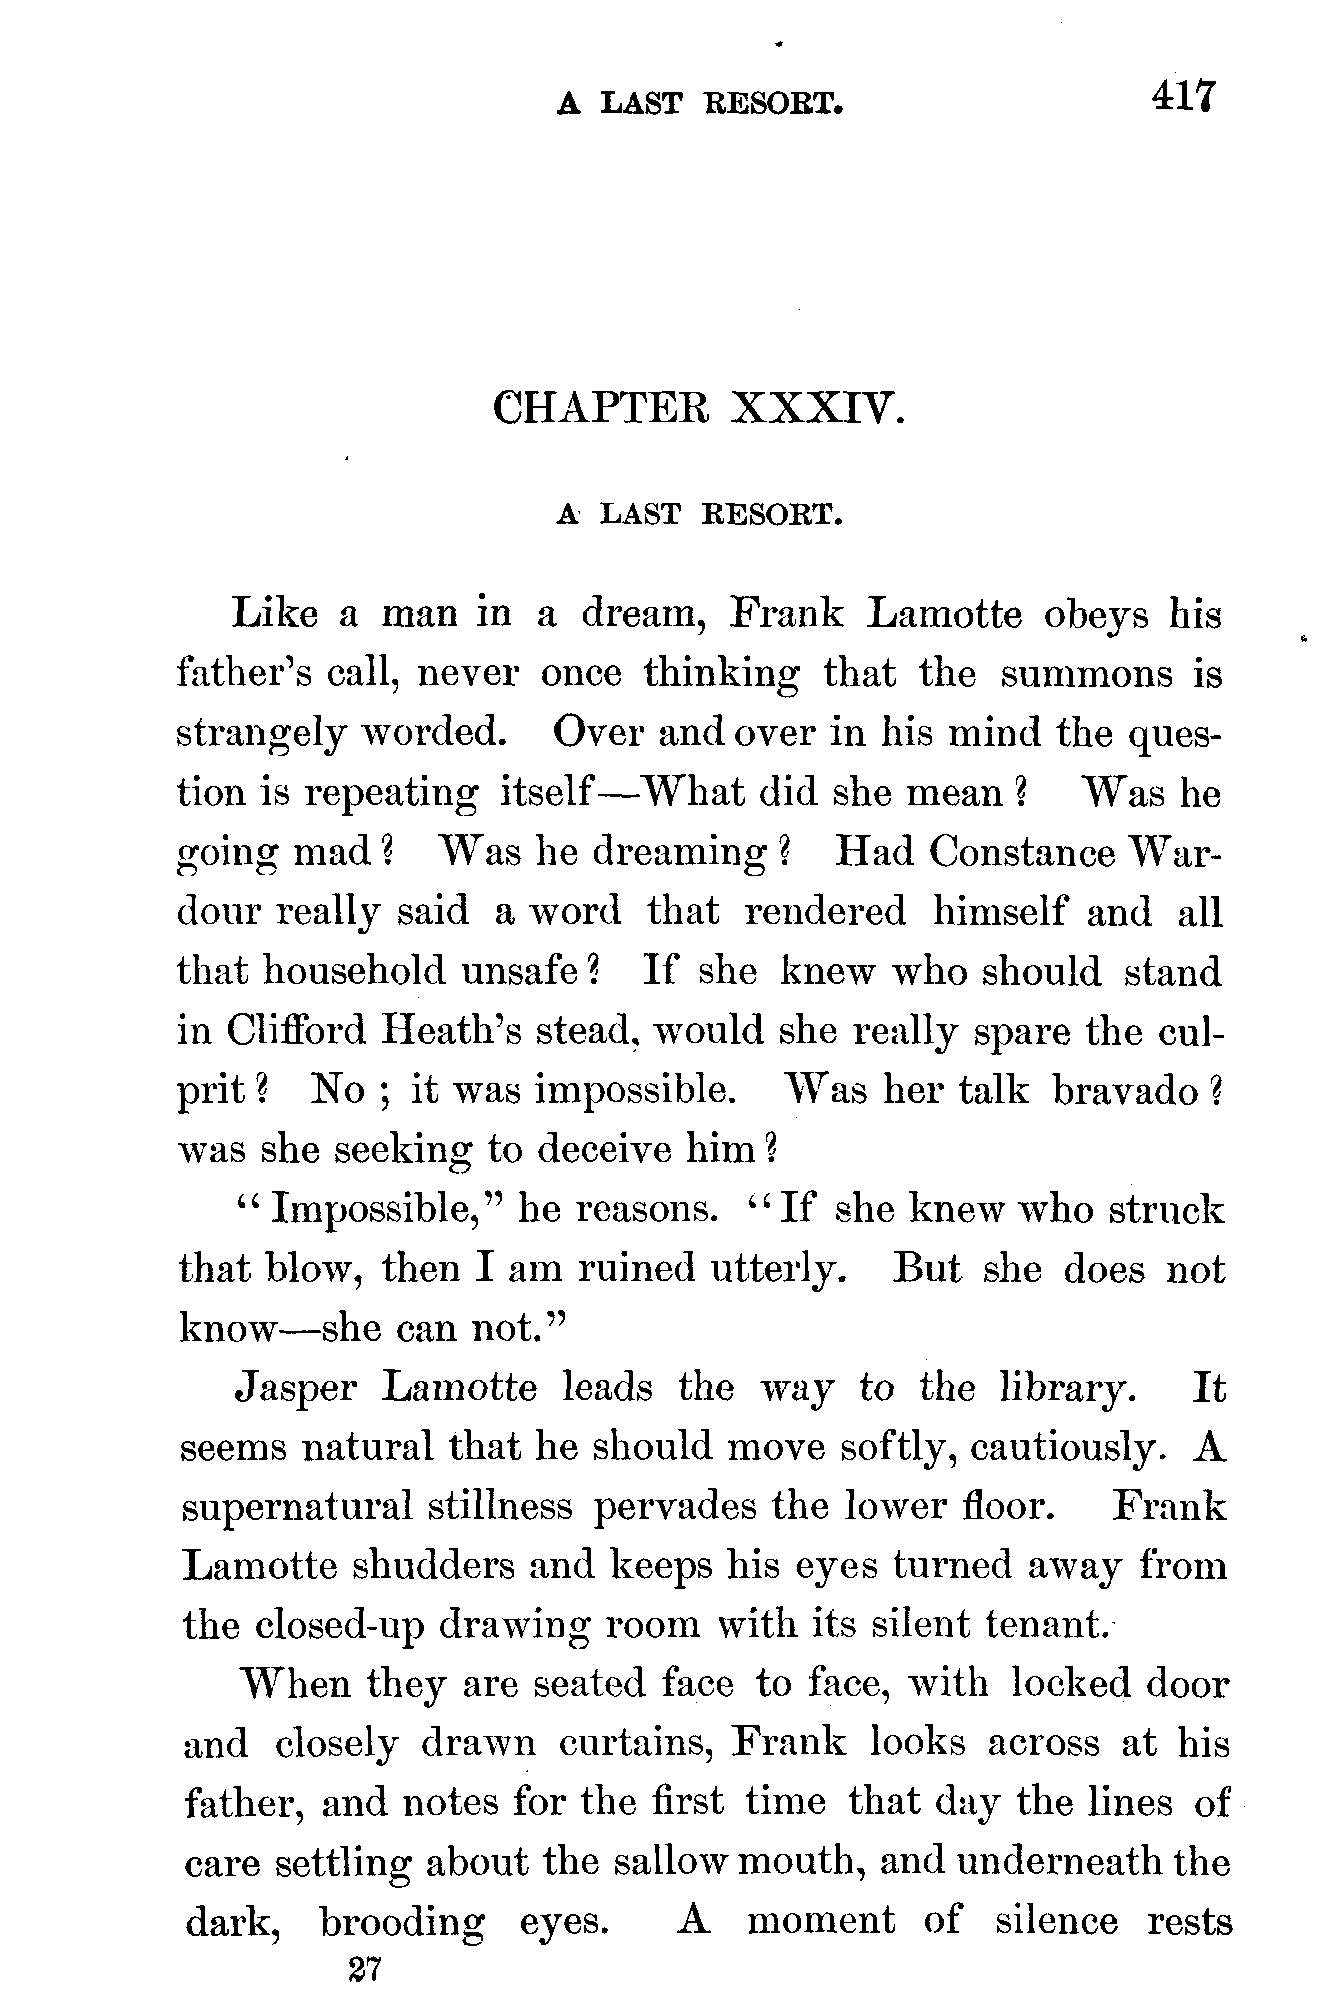 A LAST RESORT. 417
CHAPTER XXXIV.
A LAST RESORT.
Like a man in a dream, Frank Lamotte obeys his
father's call, never once thinking that the summons is
strangely worded. Over and over in his mind the ques-
tion is repeating itself—What did she mean? Was he
going mad? Was he dreaming? Had Constance War-
dour really said a word that rendered himself and all
that household unsafe? If she knew who should stand
in Clifford Heath's stead, would she really spare the cul-
prit? No; it was impossible. Was her talk bravado?
was she seeking to deceive him?
"Impossible," he reasons. "If she knew who struck
that blow, then I am ruined utterly. But she does not
know—she can not."
Jasper Lamotte leads the way to the library. It
seems natural that he should move softly, cautiously. A
supernatural stillness pervades the lower floor. Frank
Lamotte shudders and keeps his eyes turned away from
the closed-up drawing room with its silent tenant.
When they are seated face to face, with locked door
and closely drawn curtains, Frank looks across at his
father, and notes for the first time that day the lines of
care settling about the sallow mouth, and underneath the
dark, brooding eyes. A moment of silence rests
27